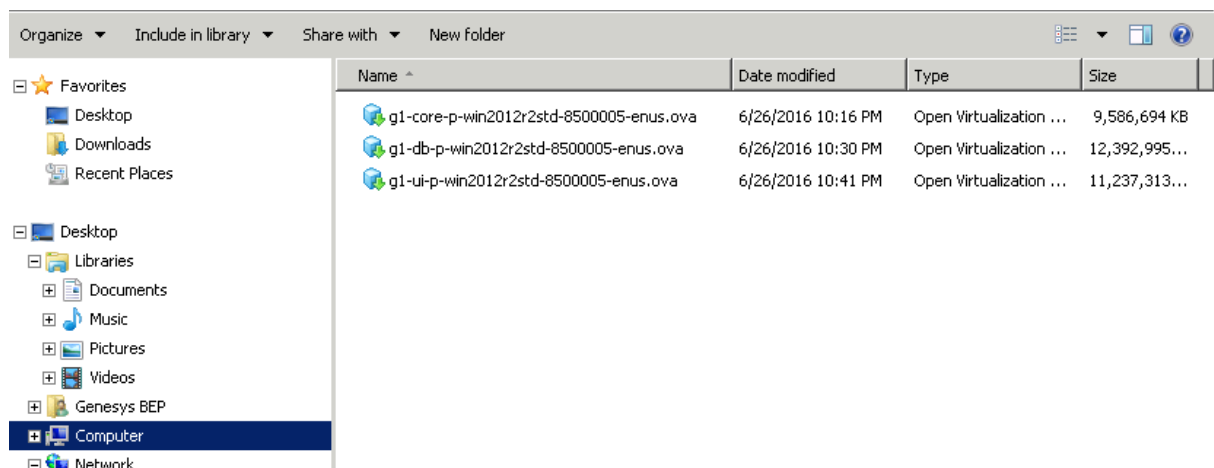 Organize Include in library Share with New folder
Favorites
Desktop
Downloads
Recent Places
Desktop
Libraries
Documents
Music
Pictures
Videos
Genesys BEP
Computer
Network
Name Date modified Type Size
g1-core-p-win2012r2std-8500005-enus.ova 6/26/2016 10:16 PM Open Virtualization ... 9,586,694 KB
g1-db-p-win2012r2std-8500005-enus.ova 6/26/2016 10:30 PM Open Virtualization ... 12,392,995...
g1-ui-p-win2012r2std-8500005-enus.ova 6/26/2016 10:41 PM Open Virtualization ... 11,237,313...